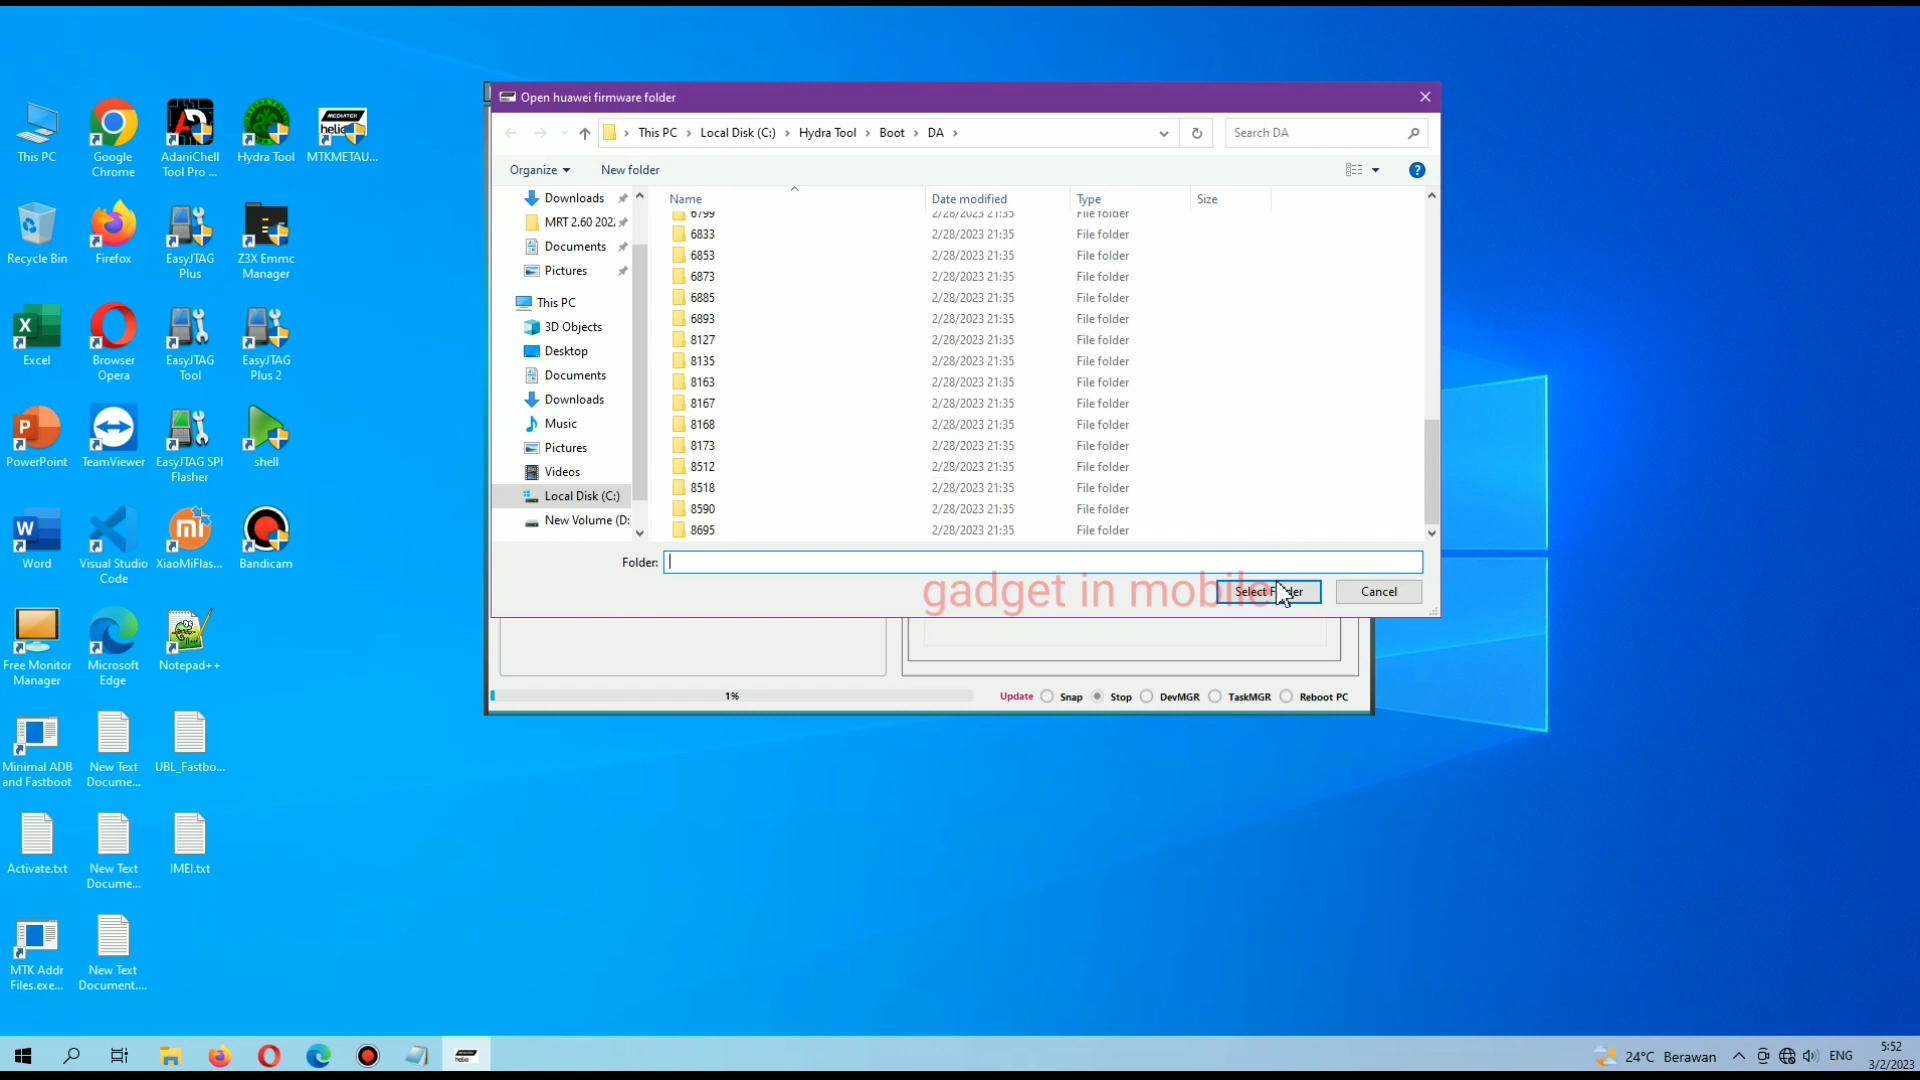 Open huawei firmware folder
This PC
Local Disk (C:)
Hydra Tool
Boot
DA
Search DA
Organize
New folder
Name
Date modified
Type
Size
6799 2/28/2023 21:35 File folder
6833 2/28/2023 21:35 File folder
6853 2/28/2023 21:35 File folder
6873 2/28/2023 21:35 File folder
6885 2/28/2023 21:35 File folder
6893 2/28/2023 21:35 File folder
8127 2/28/2023 21:35 File folder
8135 2/28/2023 21:35 File folder
8163 2/28/2023 21:35 File folder
8167 2/28/2023 21:35 File folder
8168 2/28/2023 21:35 File folder
8173 2/28/2023 21:35 File folder
8512 2/28/2023 21:35 File folder
8518 2/28/2023 21:35 File folder
8590 2/28/2023 21:35 File folder
8695 2/28/2023 21:35 File folder
Downloads
MRT 2.60 202
Documents
Pictures
This PC
3D Objects
Desktop
Documents
Downloads
Music
Pictures
Videos
Local Disk (C:)
New Volume (D:
Folder:
gadget in mobile
Select Folder
Cancel
1%
Update
Snap
Stop
DevMGR
TaskMGR
Reboot PC
This PC
Google
Chrome
AdaniChell
Tool Pro ...
Hydra Tool
MEDIATEK
helio
MTKMETAU...
Recycle Bin
Firefox
EasyJTAG
Plus
Z3X Emmc
Manager
Excel
Browser
Opera
EasyJTAG
Tool
EasyJTAG
Plus 2
PowerPoint
TeamViewer
EasyJTAG SPI
Flasher
shell
Word
Visual Studio
Code
XiaoMiFlas...
Bandicam
Free Monitor
Manager
Microsoft
Edge
Notepad++
Minimal ADB
and Fastboot
New Text
Docume...
UBL_Fastbo...
Activate.txt
New Text
Docume...
IMEI.txt
MTK Addr
Files.exe...
New Text
Document....
24°C Berawan
ENG
5:52
3/2/2023